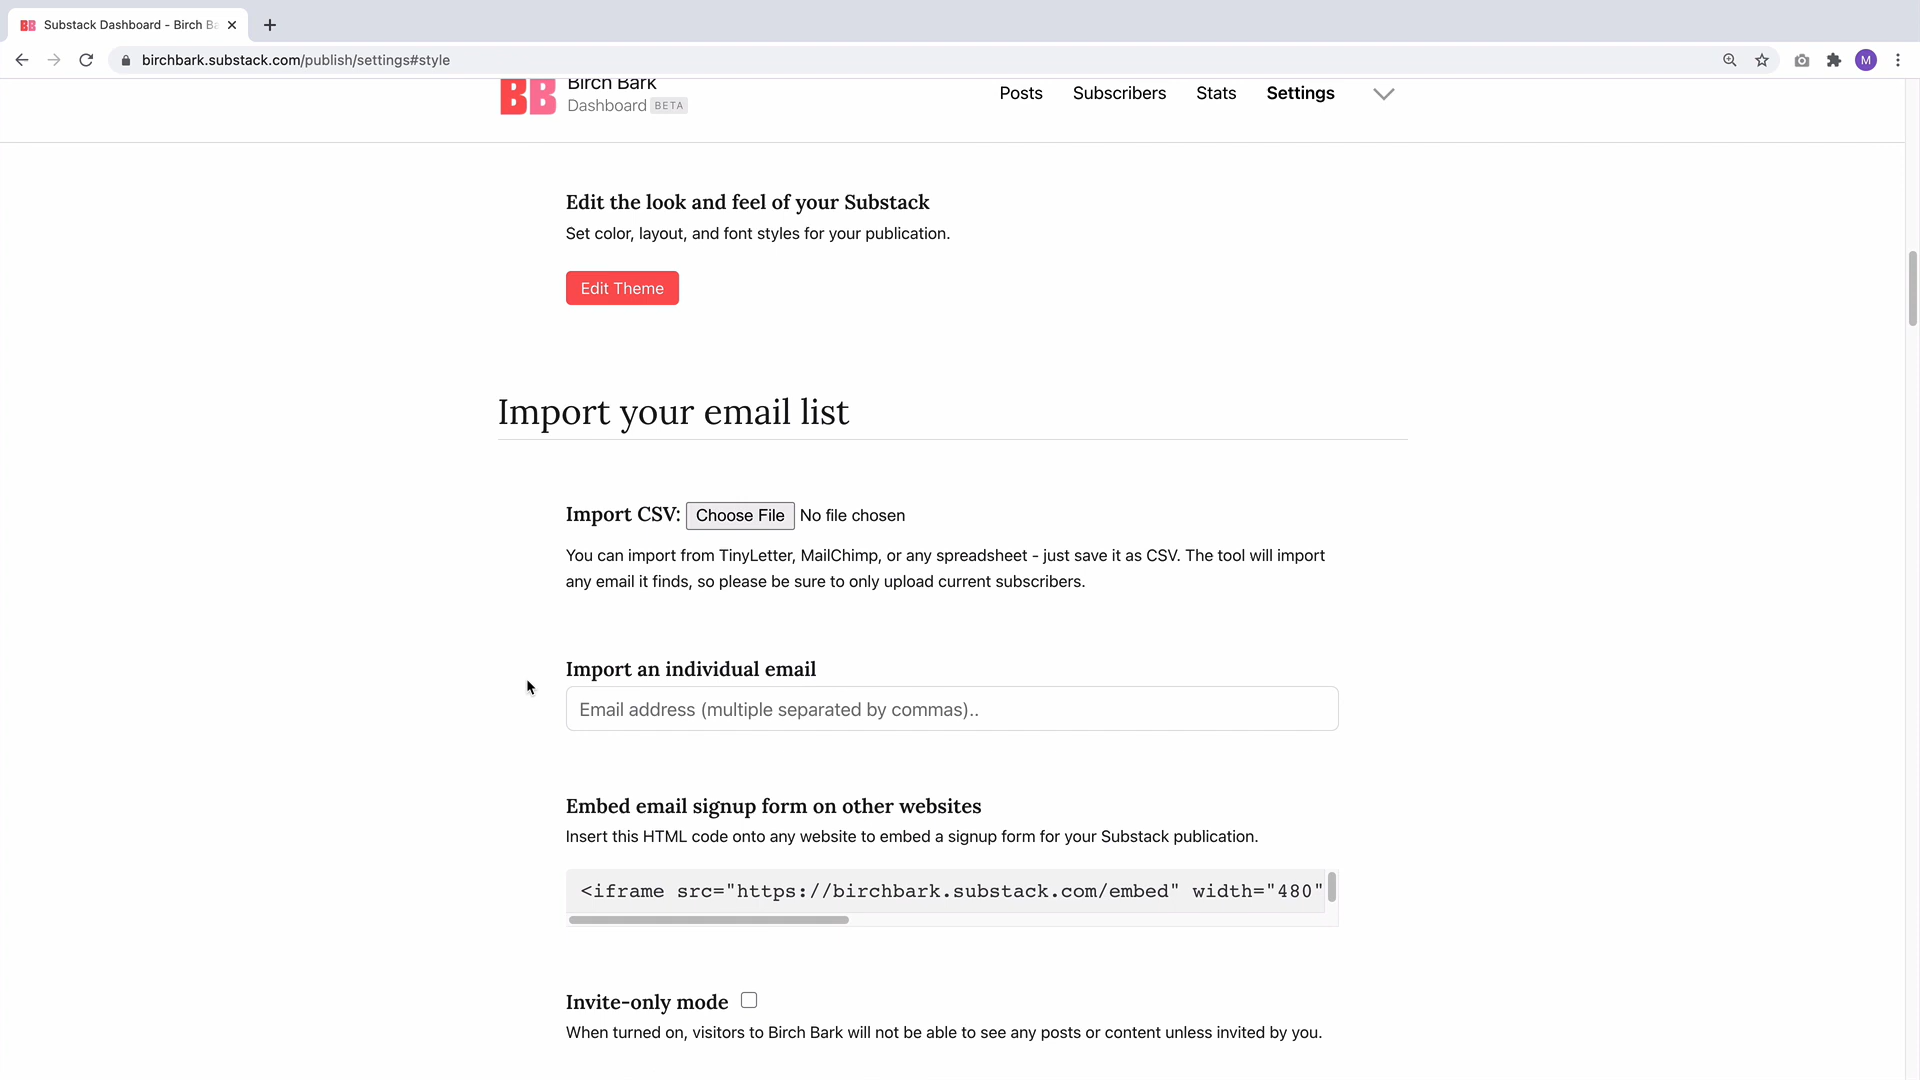 BB Substack Dashboard - Birch Ba
birchbark.substack.com/publish/settings#style
M
BB
Birch Bark
Dashboard BETA
Posts Subscribers Stats Settings
Edit the look and feel of your Substack
Set color, layout, and font styles for your publication.
Edit Theme
Import your email list
Import CSV: Choose File No file chosen
You can import from TinyLetter, MailChimp, or any spreadsheet - just save it as CSV. The tool will import
any email it finds, so please be sure to only upload current subscribers.
Import an individual email
Email address (multiple separated by commas)..
Embed email signup form on other websites
Insert this HTML code onto any website to embed a signup form for your Substack publication.
<iframe src="https://birchbark.substack.com/embed" width="480"
Invite-only mode
When turned on, visitors to Birch Bark will not be able to see any posts or content unless invited by you.